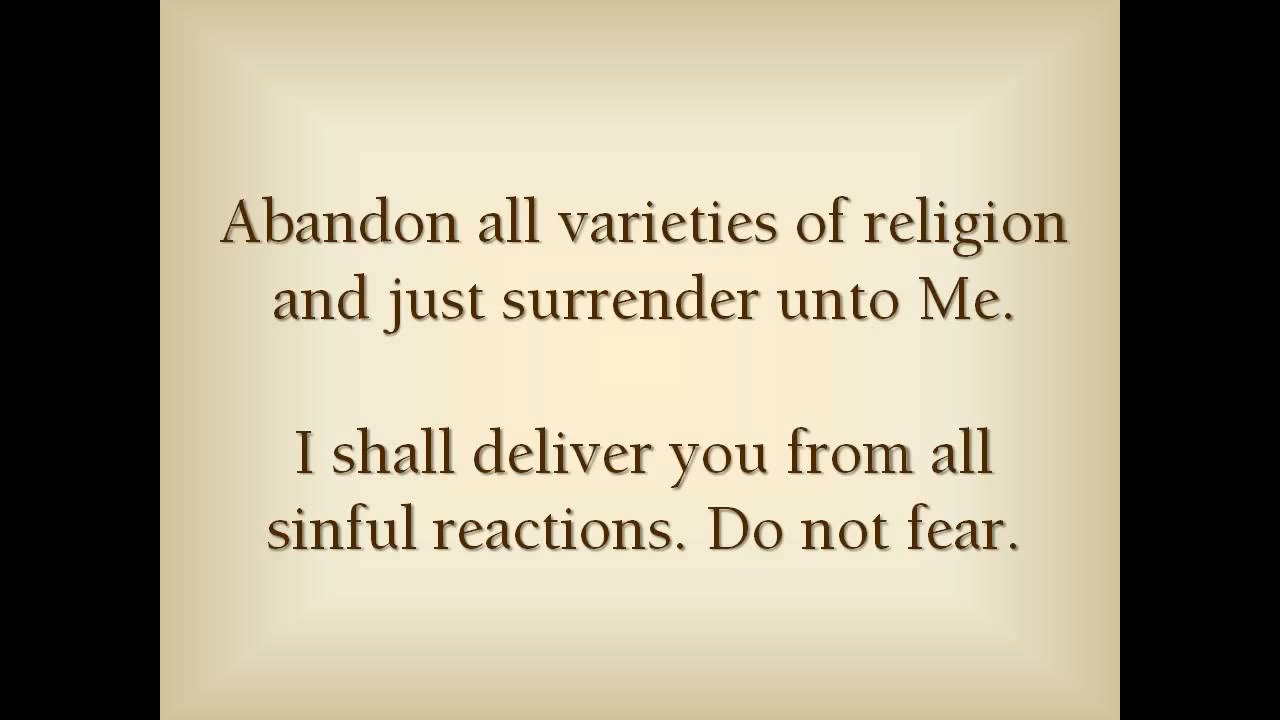 Abandon all varieties of religion
and just surrender unto Me.
I shall deliver you from all
sinful reactions. Do not fear.